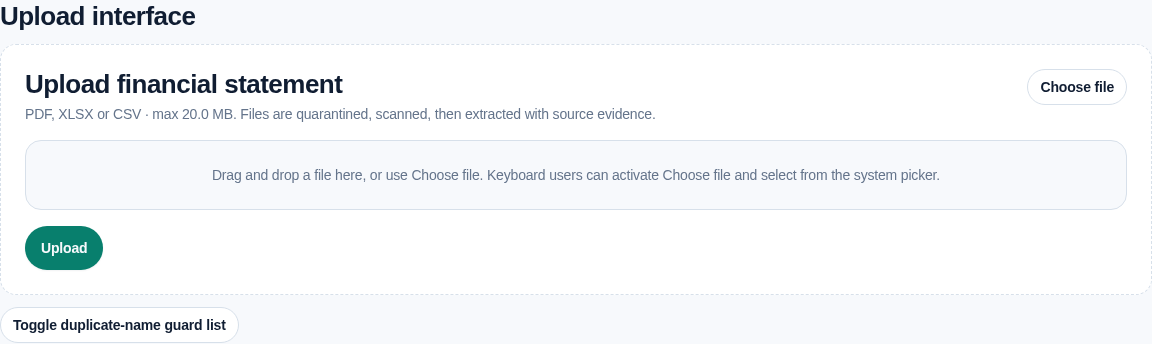 Upload interface
Upload financial statement
Choose file
PDF, XLSX or CSV · max 20.0 MB. Files are quarantined, scanned, then extracted with source evidence.
Drag and drop a file here, or use Choose file. Keyboard users can activate Choose file and select from the system picker.
Upload
Toggle duplicate-name guard list